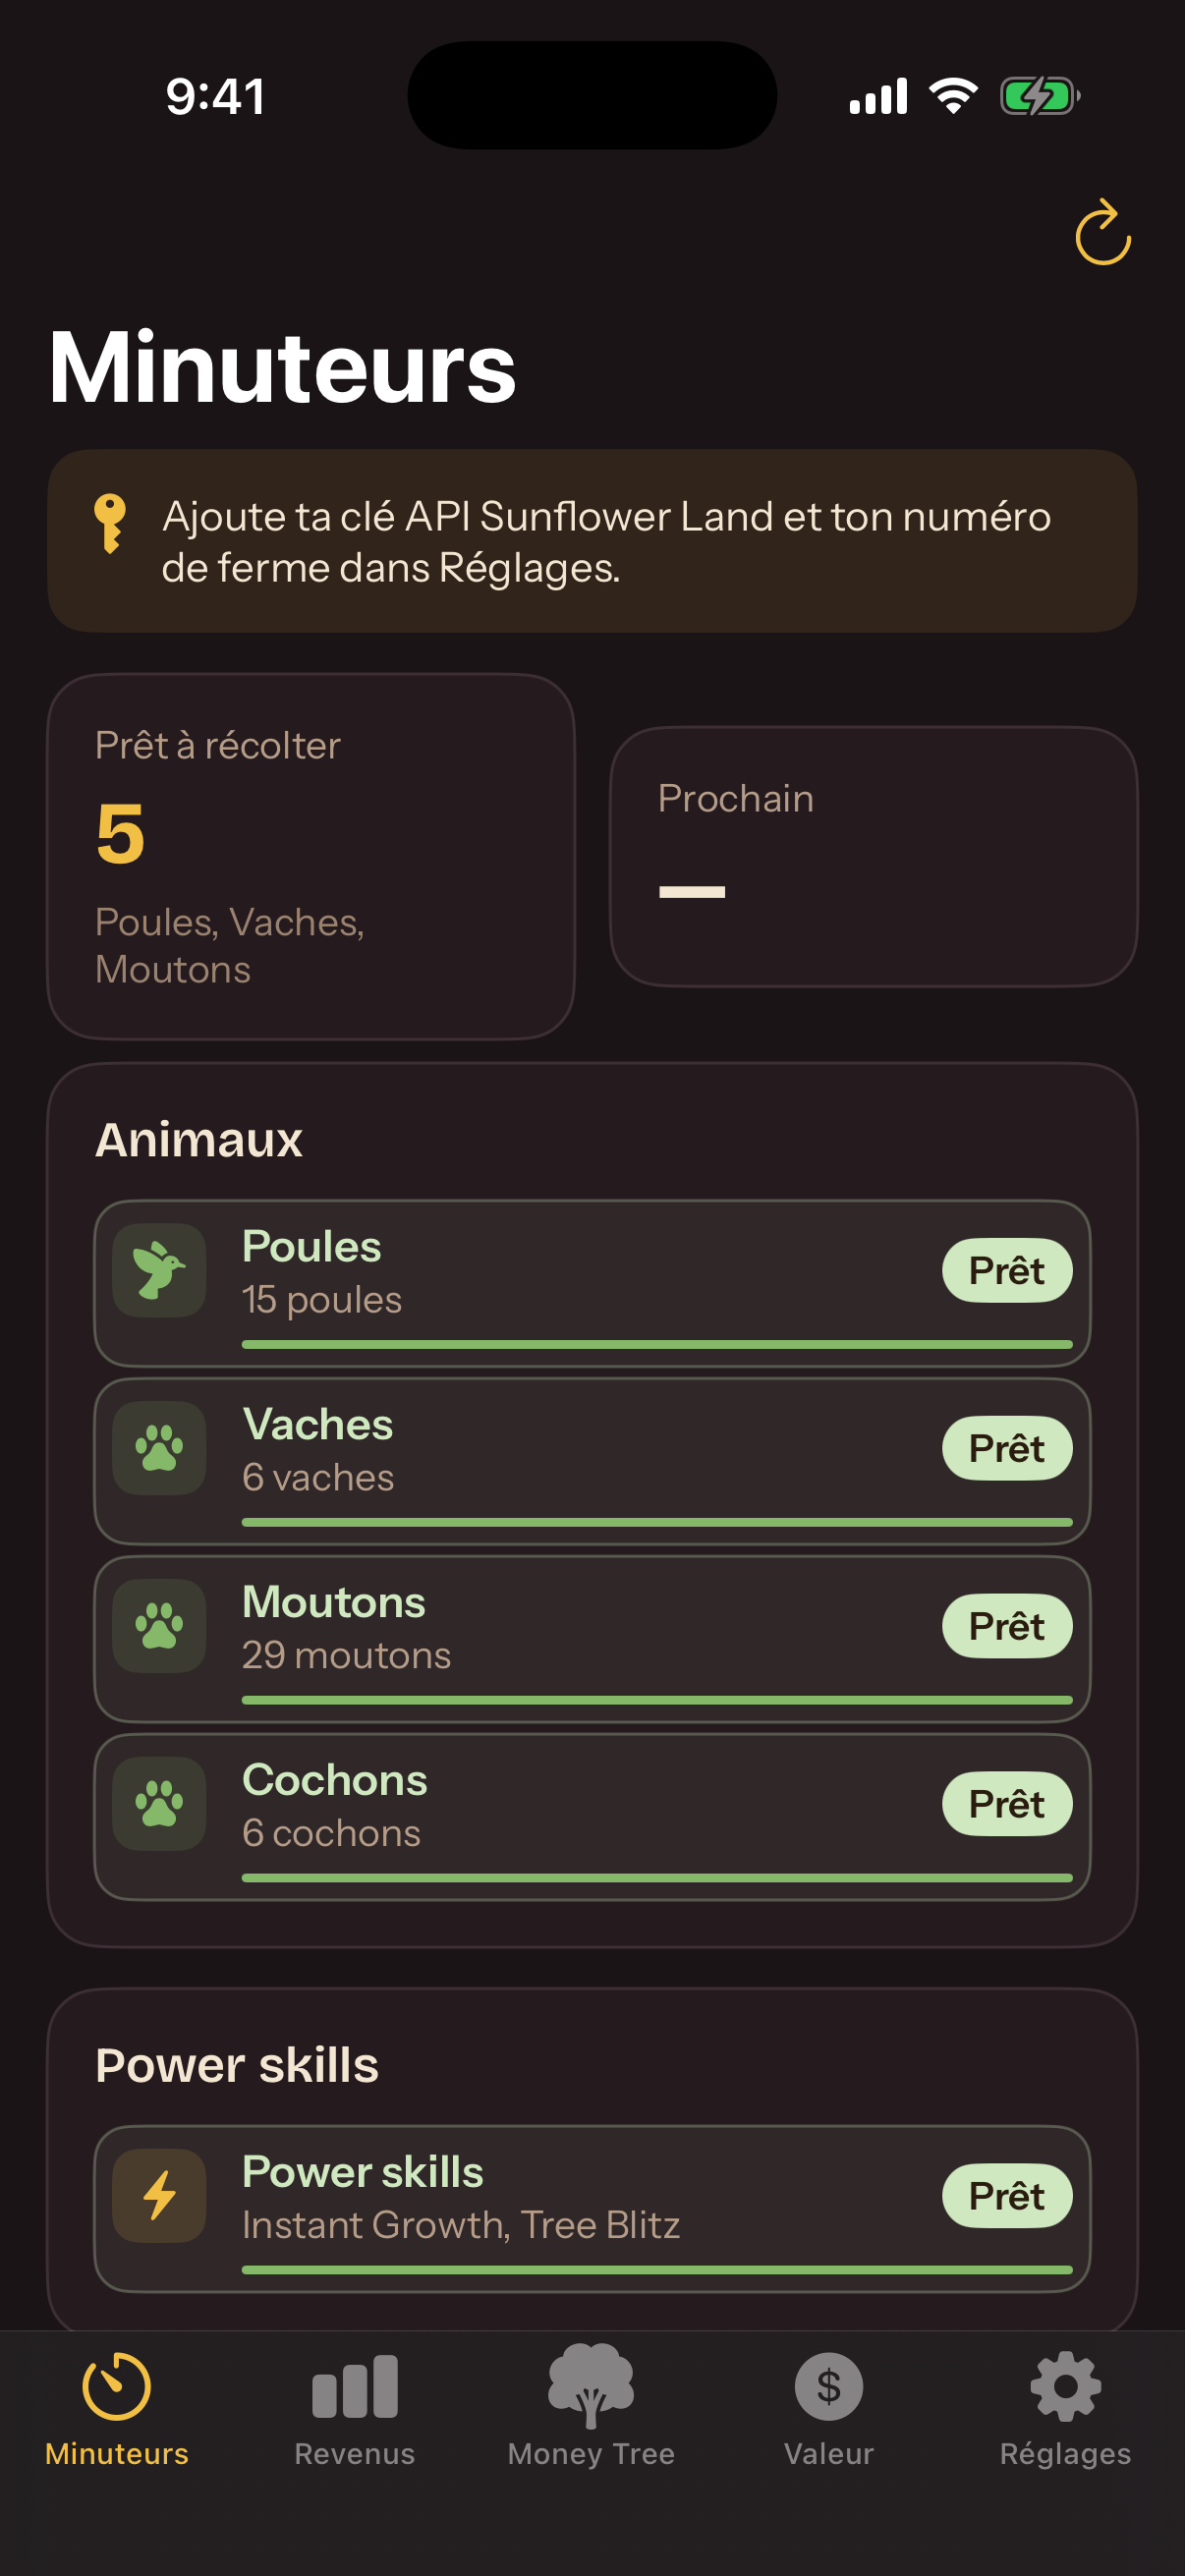 9:41
Minuteurs
Ajoute ta clé API Sunflower Land et ton numéro
de ferme dans Réglages.
Prêt à récolter
5
Poules, Vaches,
Moutons
Prochain
—
Animaux
Poules
15 poules
Prêt
Vaches
6 vaches
Prêt
Moutons
29 moutons
Prêt
Cochons
6 cochons
Prêt
Power skills
Power skills
Instant Growth, Tree Blitz
Prêt
Minuteurs
Revenus
Money Tree
$
Valeur
Réglages